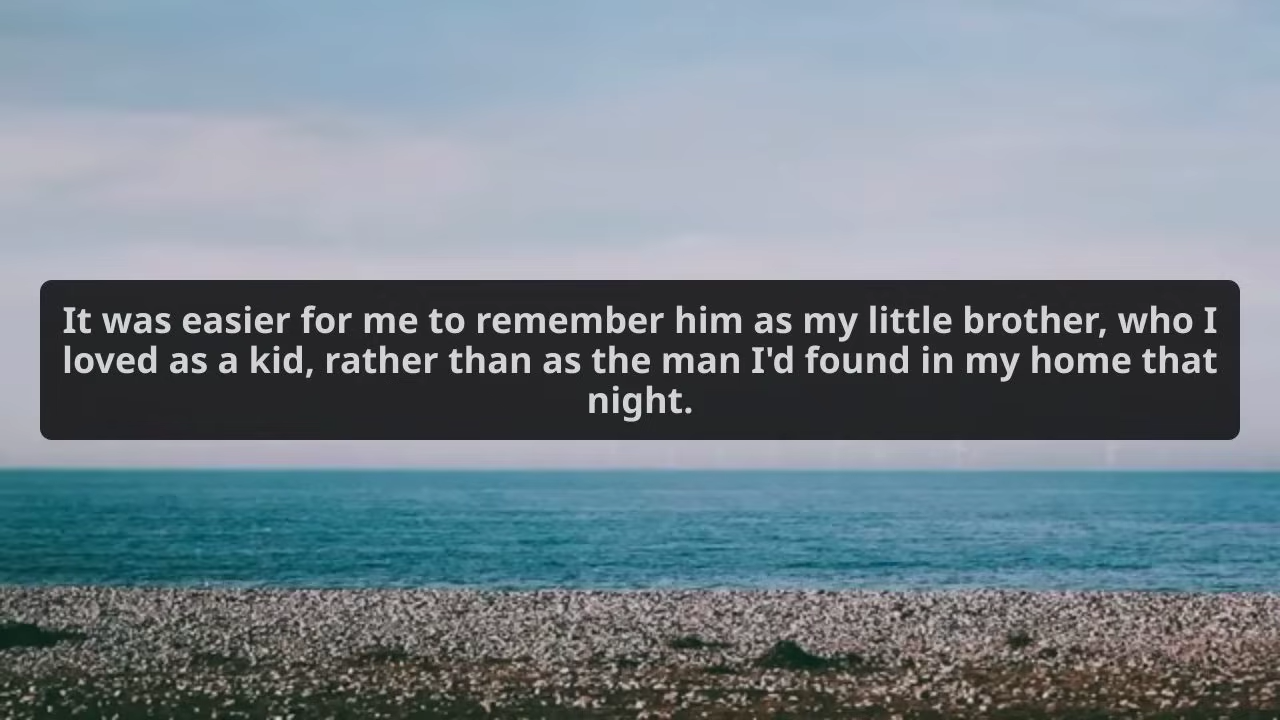 It was easier for me to remember him as my little brother, who I
loved as a kid, rather than as the man I'd found in my home that
night.